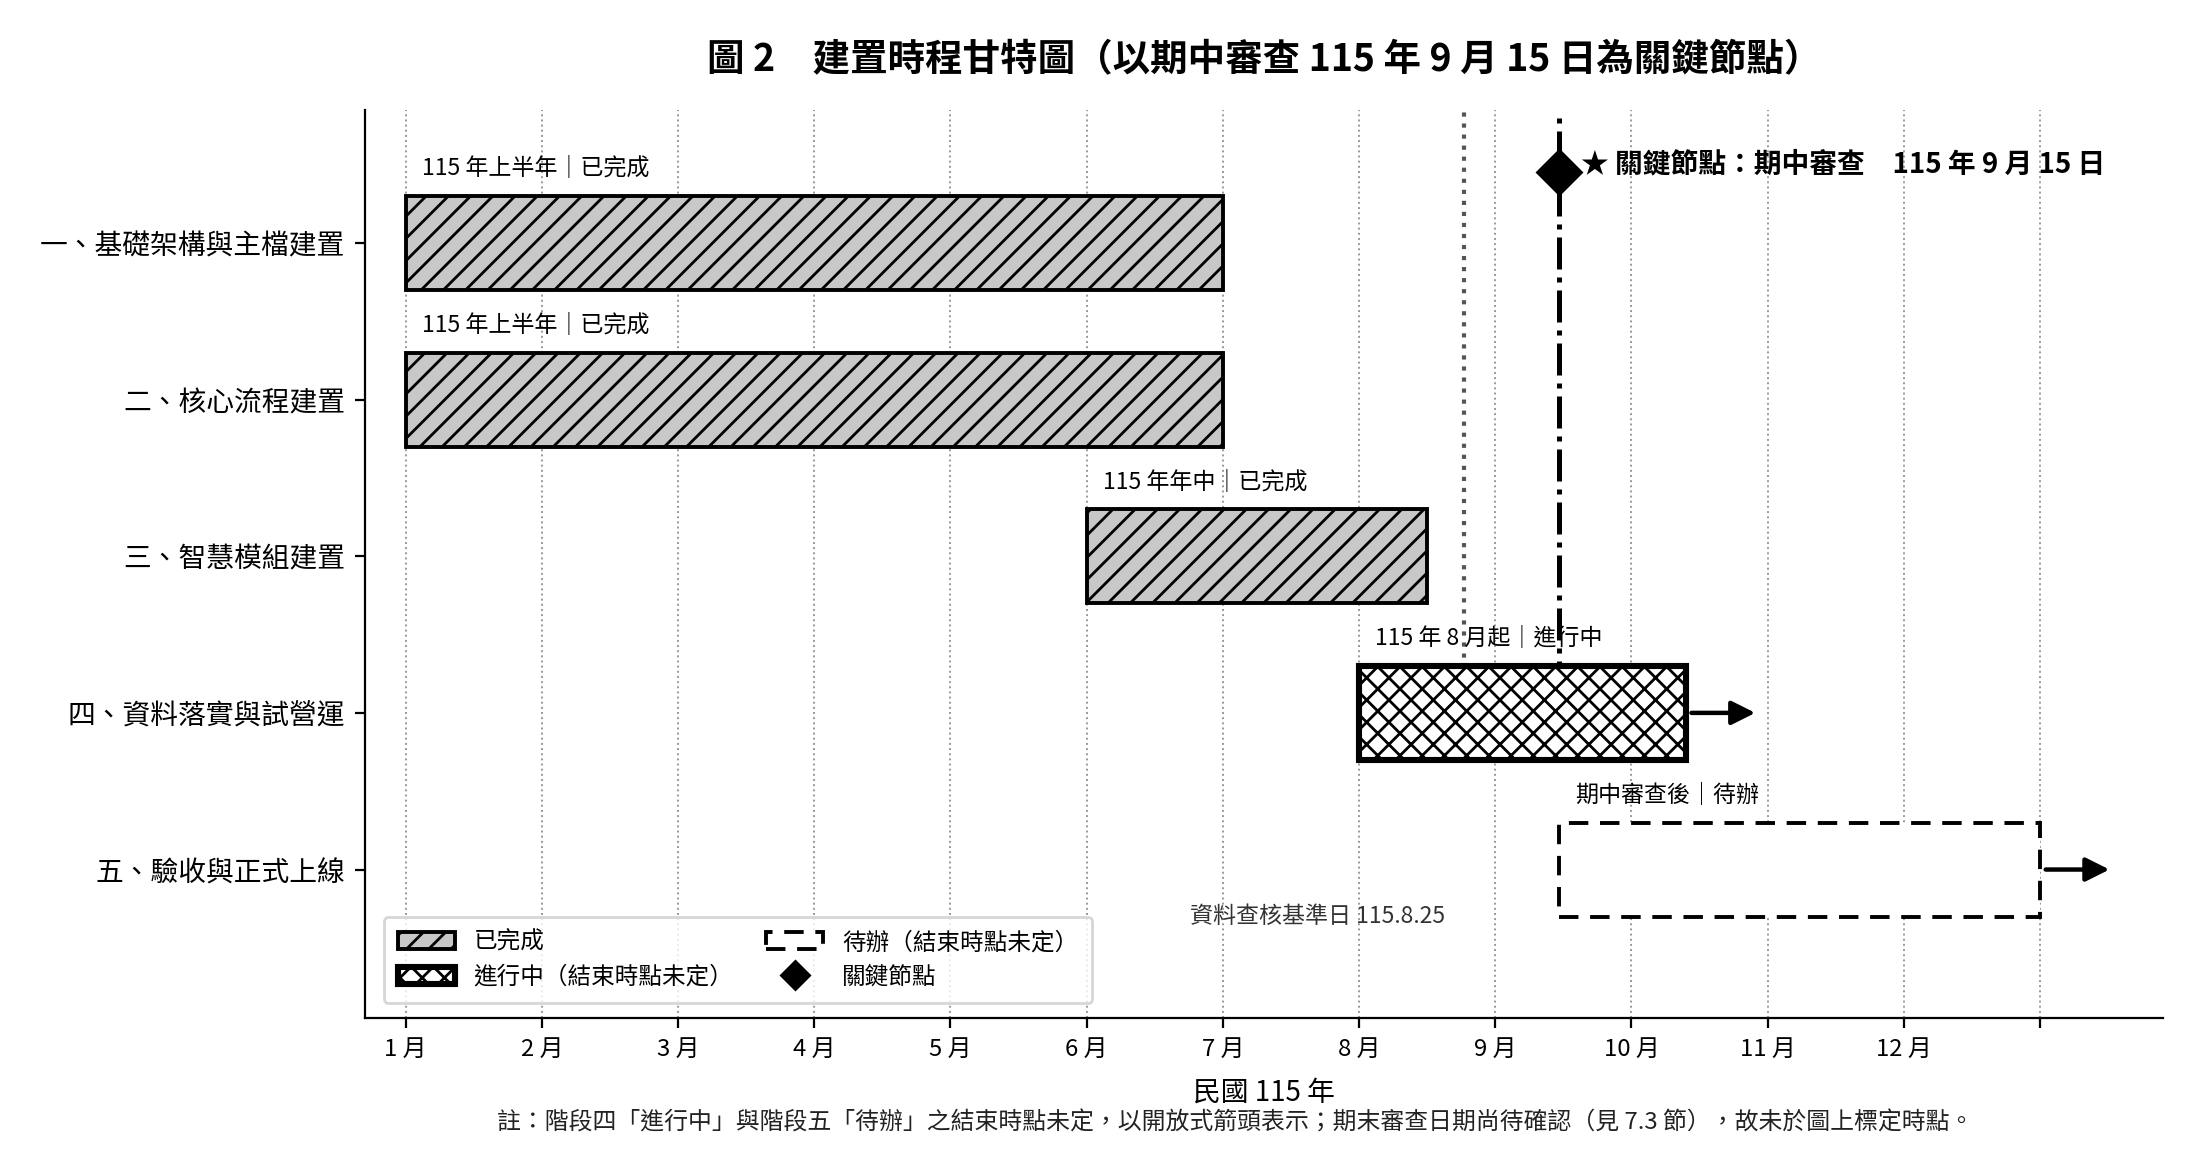 圖 2　建置時程甘特圖（以期中審查 115 年 9 月 15 日為關鍵節點）
★ 關鍵節點：期中審查　115 年 9 月 15 日
115 年上半年｜已完成
一、基礎架構與主檔建置
115 年上半年｜已完成
二、核心流程建置
115 年年中｜已完成
三、智慧模組建置
115 年 8 月起｜進行中
四、資料落實與試營運
期中審查後｜待辦
五、驗收與正式上線
資料查核基準日 115.8.25
已完成
進行中（結束時點未定）
待辦（結束時點未定）
關鍵節點
1 月 2 月 3 月 4 月 5 月 6 月 7 月 8 月 9 月 10 月 11 月 12 月
民國 115 年
註：階段四「進行中」與階段五「待辦」之結束時點未定，以開放式箭頭表示；期末審查日期尚待確認（見 7.3 節），故未於圖上標定時點。